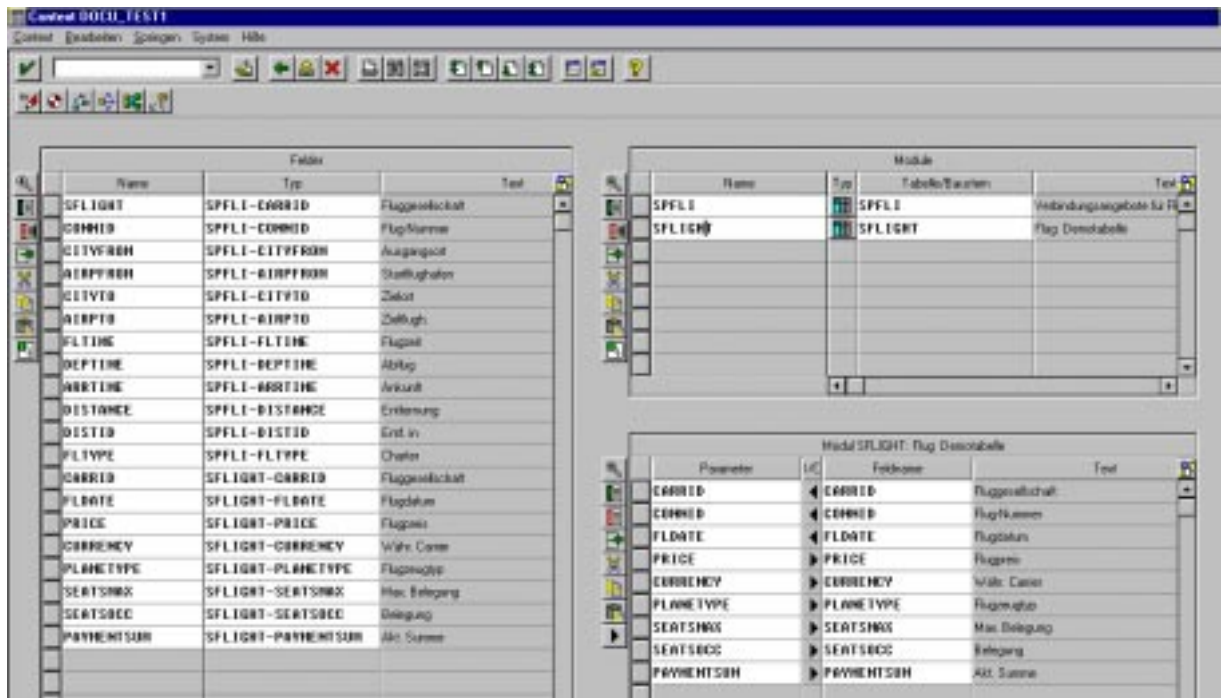 Context DOCU_TEST1
Context Bearbeiten Springen System Hilfe
Felder
Name Typ Text
SFLIGHT SPFLI-CARRID Fluggesellschaft
CONNID SPFLI-CONNID Flug-Nummer
CITYFROM SPFLI-CITYFROM Ausgangsort
AIRPFROM SPFLI-AIRPFROM Startflughafen
CITYTO SPFLI-CITYTO Zielort
AIRPTO SPFLI-AIRPTO Zielflugh.
FLTIME SPFLI-FLTIME Flugzeit
DEPTIME SPFLI-DEPTIME Abflug
ARRTIME SPFLI-ARRTIME Ankunft
DISTANCE SPFLI-DISTANCE Entfernung
DISTID SPFLI-DISTID Entf. in
FLTYPE SPFLI-FLTYPE Charter
CARRID SFLIGHT-CARRID Fluggesellschaft
FLDATE SFLIGHT-FLDATE Flugdatum
PRICE SFLIGHT-PRICE Flugpreis
CURRENCY SFLIGHT-CURRENCY Währ. Carrier
PLANETYPE SFLIGHT-PLANETYPE Flugzeugtyp
SEATSMAX SFLIGHT-SEATSMAX Max. Belegung
SEATSOCC SFLIGHT-SEATSOCC Belegung
PAYMENTSUM SFLIGHT-PAYMENTSUM Akt. Summe
Module
Name Typ Tabelle/Baustein Text
SPFLI SPFLI Verbindungsangebote für
SFLIGHT SFLIGHT Flug: Demotabelle
Modul SFLIGHT: Flug: Demotabelle
Parameter Feldname Text
CARRID CARRID Fluggesellschaft
CONNID CONNID Flug-Nummer
FLDATE FLDATE Flugdatum
PRICE PRICE Flugpreis
CURRENCY CURRENCY Währ. Carrier
PLANETYPE PLANETYPE Flugzeugtyp
SEATSMAX SEATSMAX Max. Belegung
SEATSOCC SEATSOCC Belegung
PAYMENTSUM PAYMENTSUM Akt. Summe